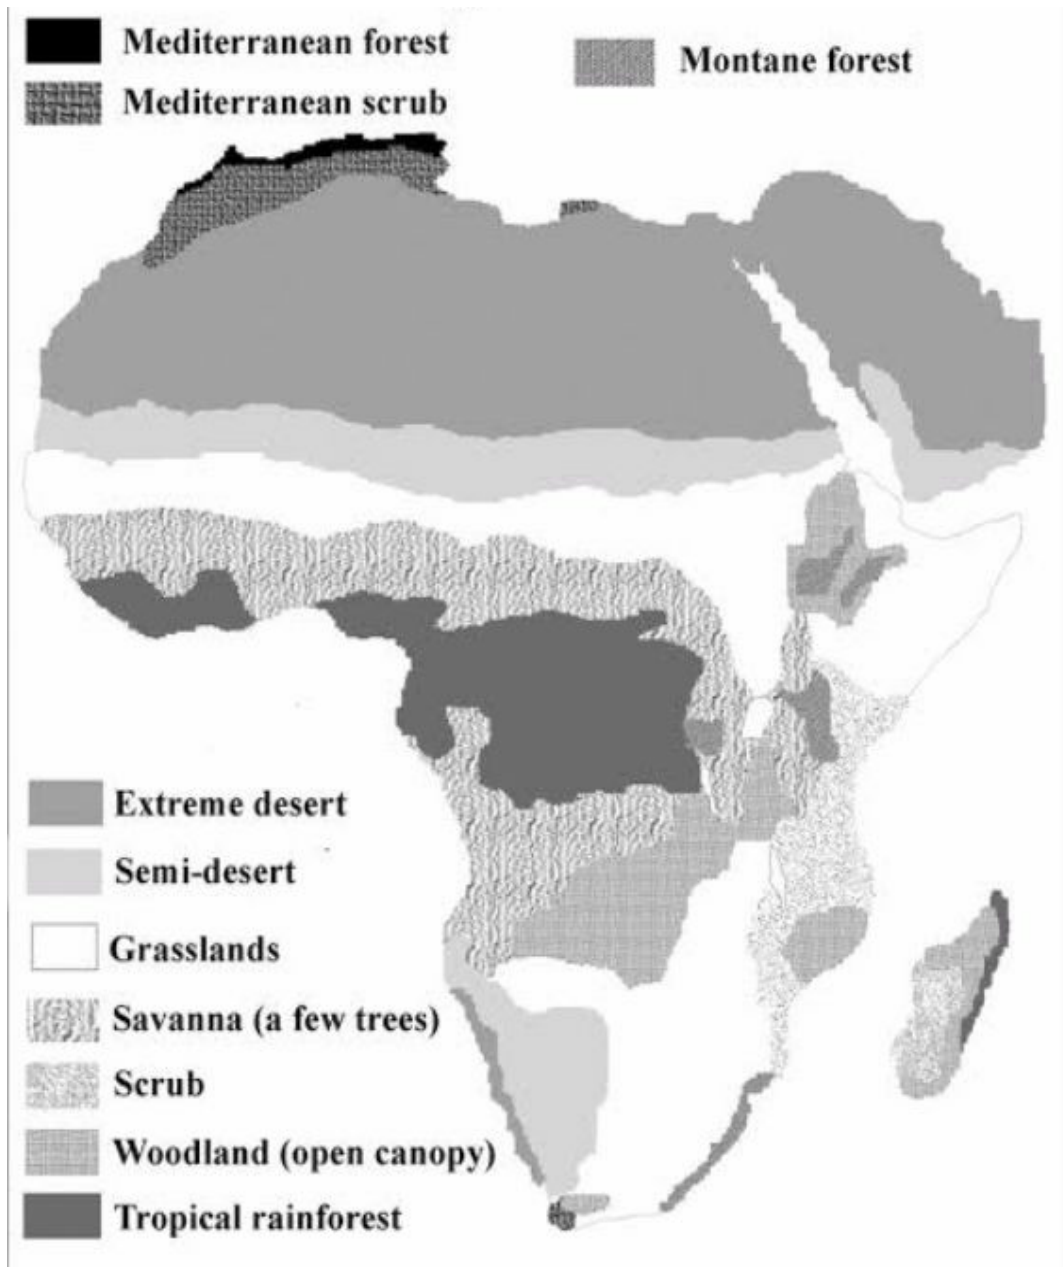 Mediterranean forest
Montane forest
Mediterranean scrub
Extreme desert
Semi-desert
Grasslands
Savanna (a few trees)
Scrub
Woodland (open canopy)
Tropical rainforest